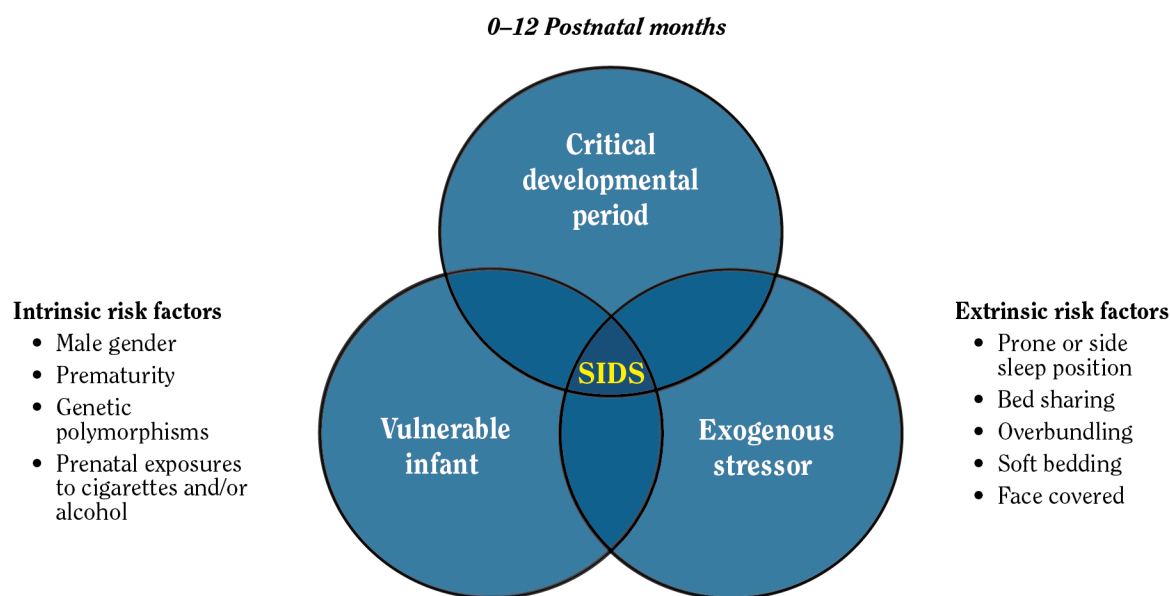 0–12 Postnatal months
Critical
developmental
period
Intrinsic risk factors
• Male gender
• Prematurity
• Genetic
polymorphisms
• Prenatal exposures
to cigarettes and/or
alcohol
SIDS
Vulnerable
infant
Exogenous
stressor
Extrinsic risk factors
• Prone or side
sleep position
• Bed sharing
• Overbundling
• Soft bedding
• Face covered